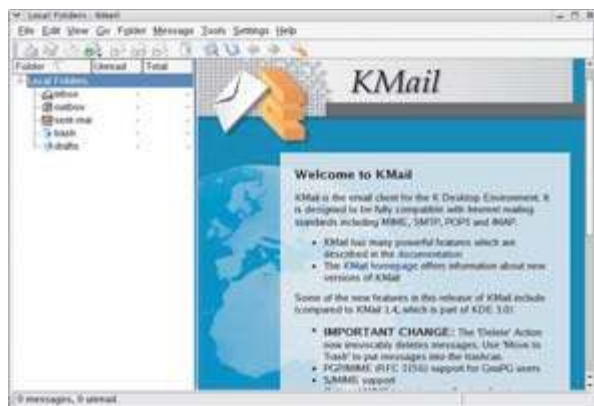 Local Folders - KMail
File Edit View Go Folder Message Tools Settings Help
Folder Unread Total
Local Folders
inbox - -
outbox - -
sent-mail - -
trash - -
drafts - -
KMail
Welcome to KMail
KMail is the email client for the K Desktop Environment. It
is designed to be fully compatible with Internet mailing
standards including MIME, SMTP, POP3 and IMAP.
• KMail has many powerful features which are
described in the documentation
• The KMail homepage offers information about new
versions of KMail
Some of the new features in this release of KMail include
(compared to KMail 1.4, which is part of KDE 3.0):
• IMPORTANT CHANGE: The 'Delete' Action
now irrevocably deletes messages. Use 'Move to
Trash' to put messages into the trashcan.
• PGP/MIME (RFC 3156) support for GnuPG users
• S/MIME support
0 messages, 0 unread.